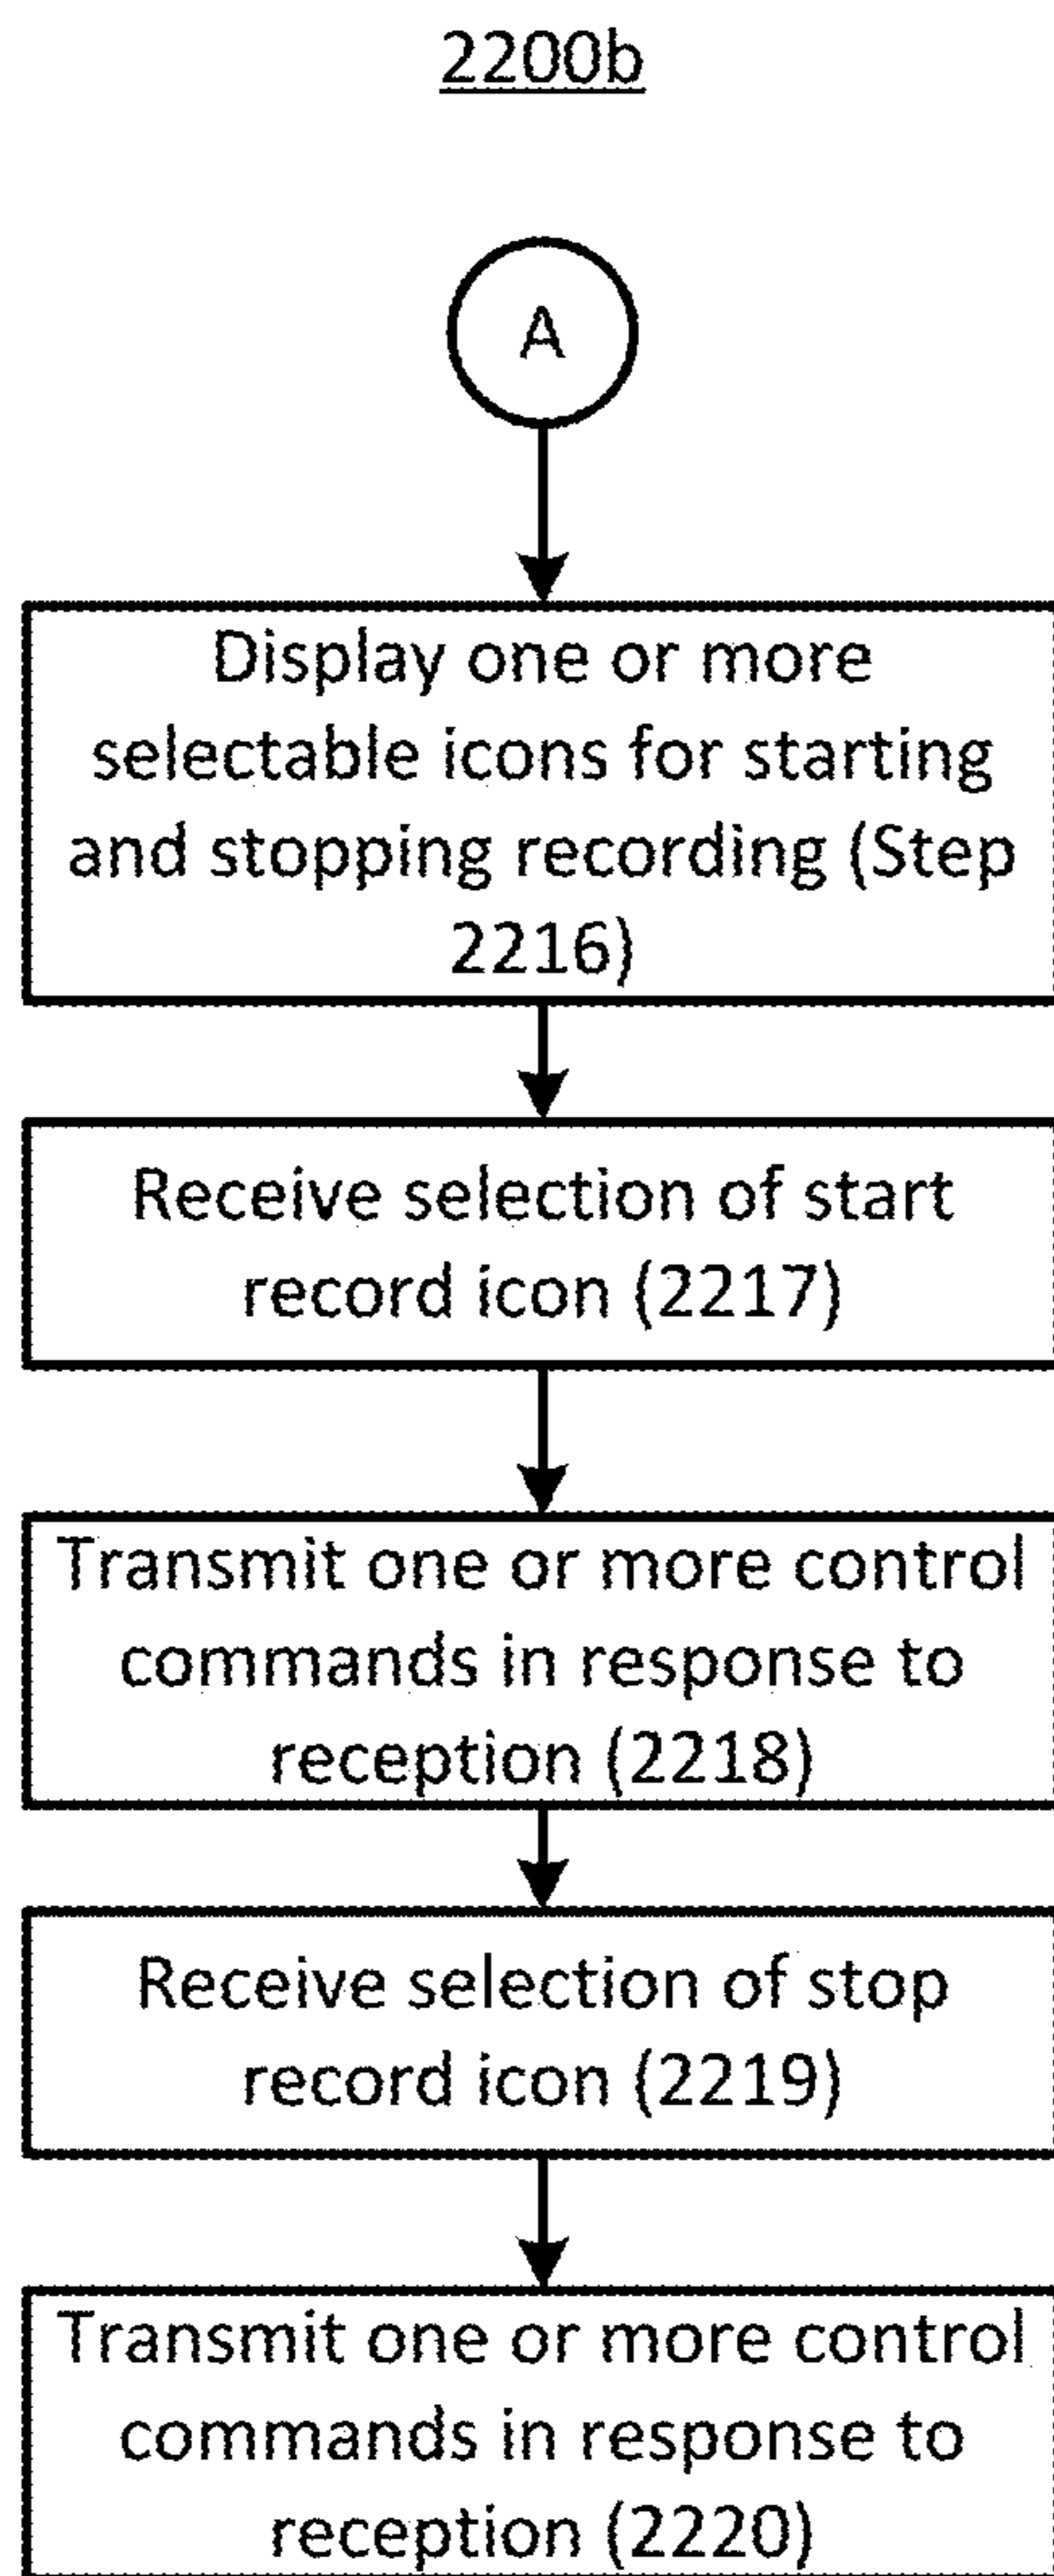 2200b
A
Display one or more
selectable icons for starting
and stopping recording (Step
2216)
Receive selection of start
record icon (2217)
Transmit one or more control
commands in response to
reception (2218)
Receive selection of stop
record icon (2219)
Transmit one or more control
commands in response to
reception (2220)